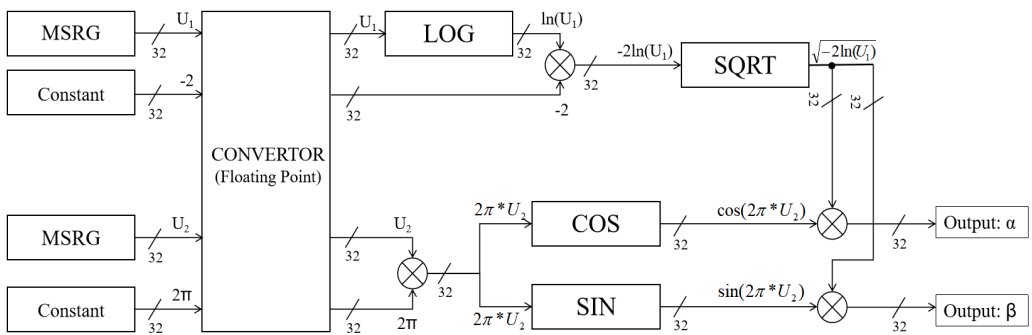 MSRG
U₁
32
Constant
-2
32
MSRG
U₂
32
Constant
2π
32
CONVERTOR
(Floating Point)
U₁
32
LOG
ln(U₁)
32
32
-2
-2ln(U₁)
32
SQRT
√-2ln(U₁)
32
32
U₂
32
32
2π
32
2π*U₂
COS
32
cos(2π*U₂)
32
Output: α
2π*U₂
SIN
32
sin(2π*U₂)
32
Output: β